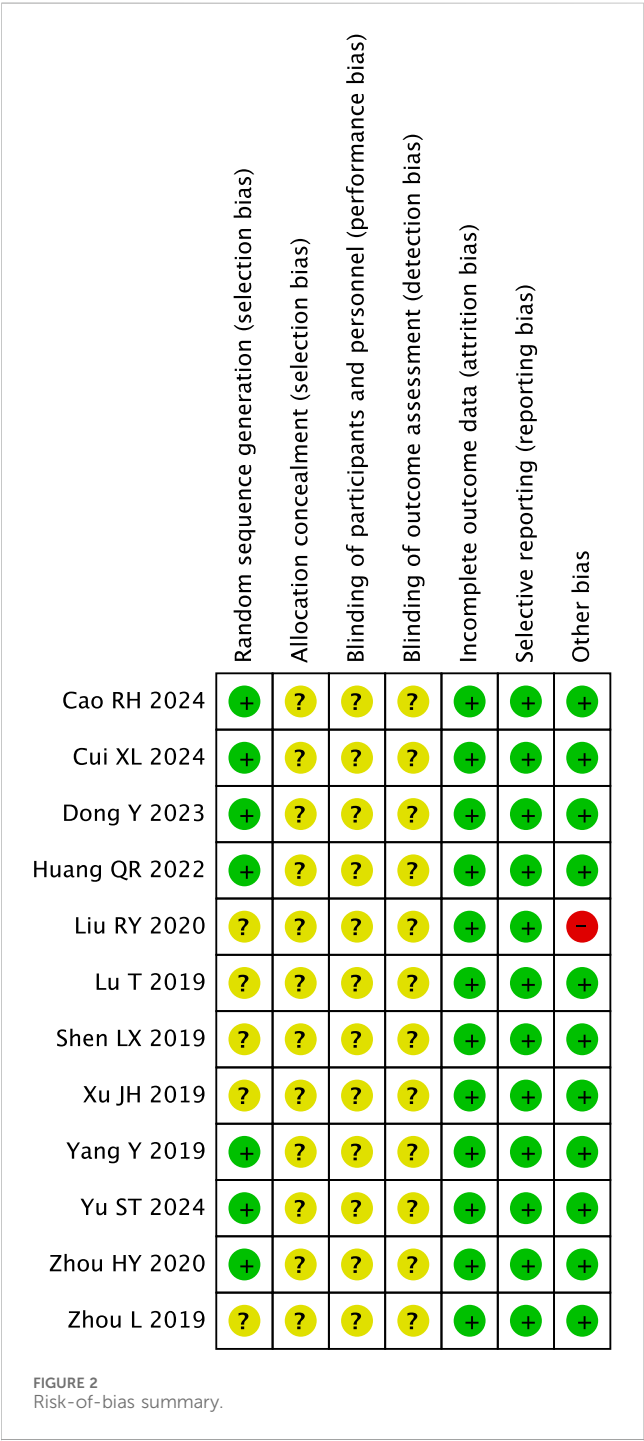 Random sequence generation (selection bias)
Allocation concealment (selection bias)
Blinding of participants and personnel (performance bias)
Blinding of outcome assessment (detection bias)
Incomplete outcome data (attrition bias)
Selective reporting (reporting bias)
Other bias
Cao RH 2024 + ? ? ? + + +
Cui XL 2024 + ? ? ? + + +
Dong Y 2023 + ? ? ? + + +
Huang QR 2022 + ? ? ? + + +
Liu RY 2020 ? ? ? ? + + −
Lu T 2019 ? ? ? ? + + +
Shen LX 2019 ? ? ? ? + + +
Xu JH 2019 ? ? ? ? + + +
Yang Y 2019 + ? ? ? + + +
Yu ST 2024 + ? ? ? + + +
Zhou HY 2020 + ? ? ? + + +
Zhou L 2019 ? ? ? ? + + +
FIGURE 2
Risk-of-bias summary.